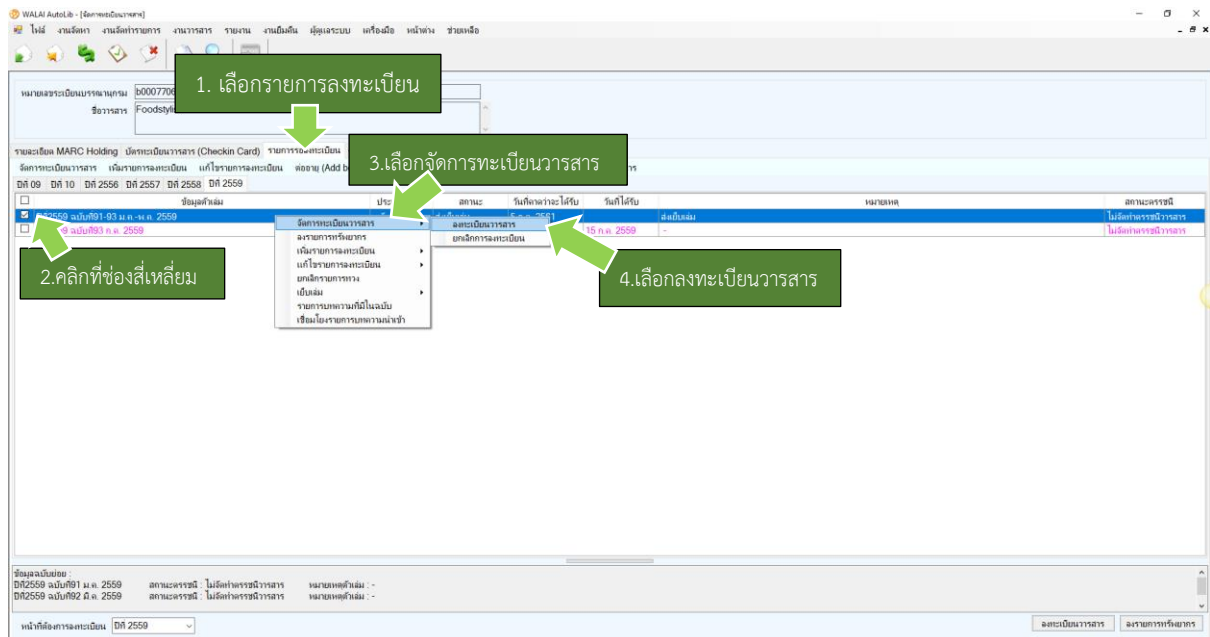 WALAI AutoLib - [จัดการทะเบียนวารสาร]
ไฟล์ งานจัดหา งานจัดทำรายการ งานวารสาร รายงาน งานยืมคืน ผู้ดูแลระบบ เครื่องมือ หน้าต่าง ช่วยเหลือ
1. เลือกรายการลงทะเบียน
หมายเลขระเบียนบรรณานุกรม b0007706
ชื่อวารสาร Foodstyli
รายละเอียด MARC Holding บัตรทะเบียนวารสาร (Checkin Card) รายการลงทะเบียน
3.เลือกจัดการทะเบียนวารสาร
จัดการทะเบียนวารสาร เพิ่มรายการลงทะเบียน แก้ไขรายการลงทะเบียน ต่ออายุ (Add
ปีที่ 09 ปีที่ 10 ปีที่ 2556 ปีที่ 2557 ปีที่ 2558 ปีที่ 2559
ข้อมูลตัวเล่ม สถานะ วันที่คาดว่าจะได้รับ วันที่ได้รับ หมายเหตุ สถานะดรรชนี
ปีที่2559 ฉบับที่91-93 ม.ค.-พ.ค. 2559 ส่งเย็บเล่ม ไม่จัดทำดรรชนีวารสาร
ฉบับที่93 ก.ค. 2559 15 ก.ค. 2559 - ไม่จัดทำดรรชนีวารสาร
จัดการทะเบียนวารสาร
ลงรายการทรัพยากร
เพิ่มรายการลงทะเบียน
แก้ไขรายการลงทะเบียน
ยกเลิกรายการทวง
เย็บเล่ม
รายการบทความที่มีในฉบับ
เชื่อมโยงรายการบทความนำเข้า
ลงทะเบียนวารสาร
ยกเลิกการลงทะเบียน
2.คลิกที่ช่องสี่เหลี่ยม
4.เลือกลงทะเบียนวารสาร
ข้อมูลฉบับย่อย :
ปีที่2559 ฉบับที่91 ม.ค. 2559 สถานะดรรชนี : ไม่จัดทำดรรชนีวารสาร หมายเหตุตัวเล่ม : -
ปีที่2559 ฉบับที่92 มี.ค. 2559 สถานะดรรชนี : ไม่จัดทำดรรชนีวารสาร หมายเหตุตัวเล่ม : -
หน้าที่ต้องการลงทะเบียน ปีที่ 2559 ลงทะเบียนวารสาร ลงรายการทรัพยากร